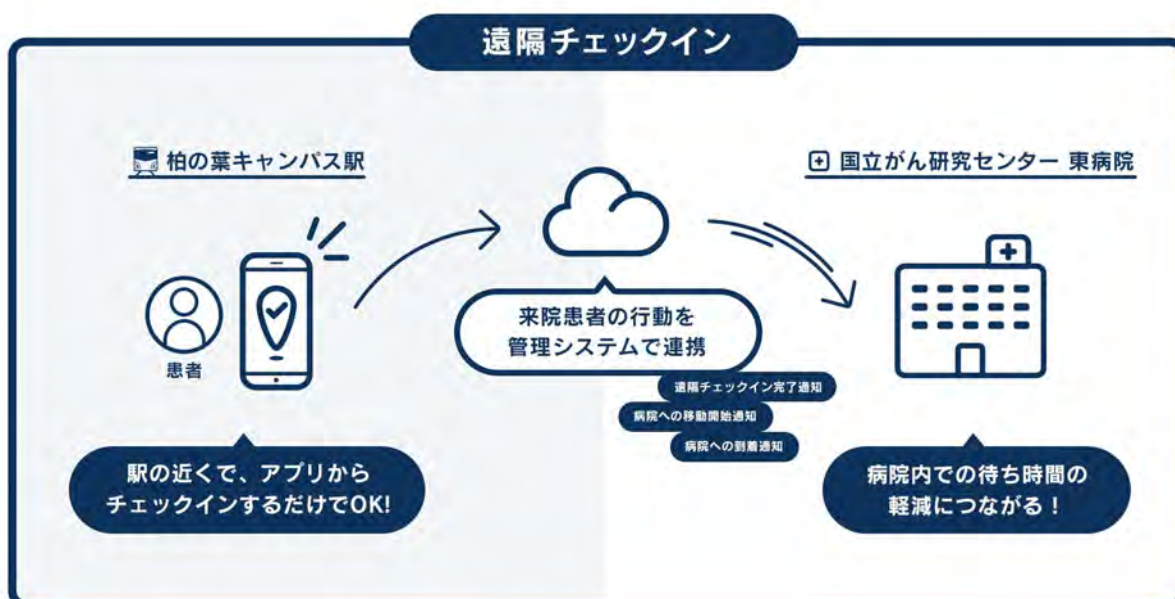 遠隔チェックイン
柏の葉キャンパス駅
国立がん研究センター 東病院
患者
来院患者の行動を
管理システムで連携
遠隔チェックイン完了通知
病院への移動開始通知
病院への到着通知
駅の近くで、アプリから
チェックインするだけでOK!
病院内での待ち時間の
軽減につながる！